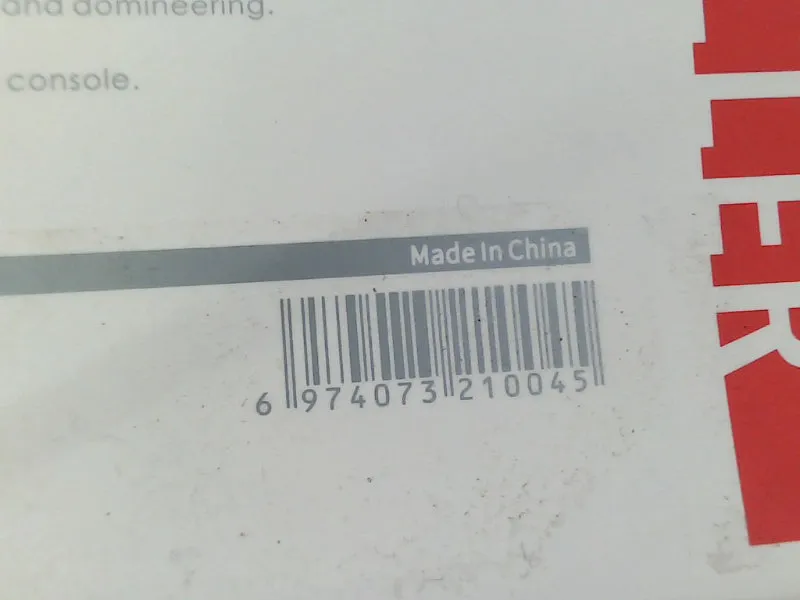 and domineering.
console.
Made In China
6 974073 210045